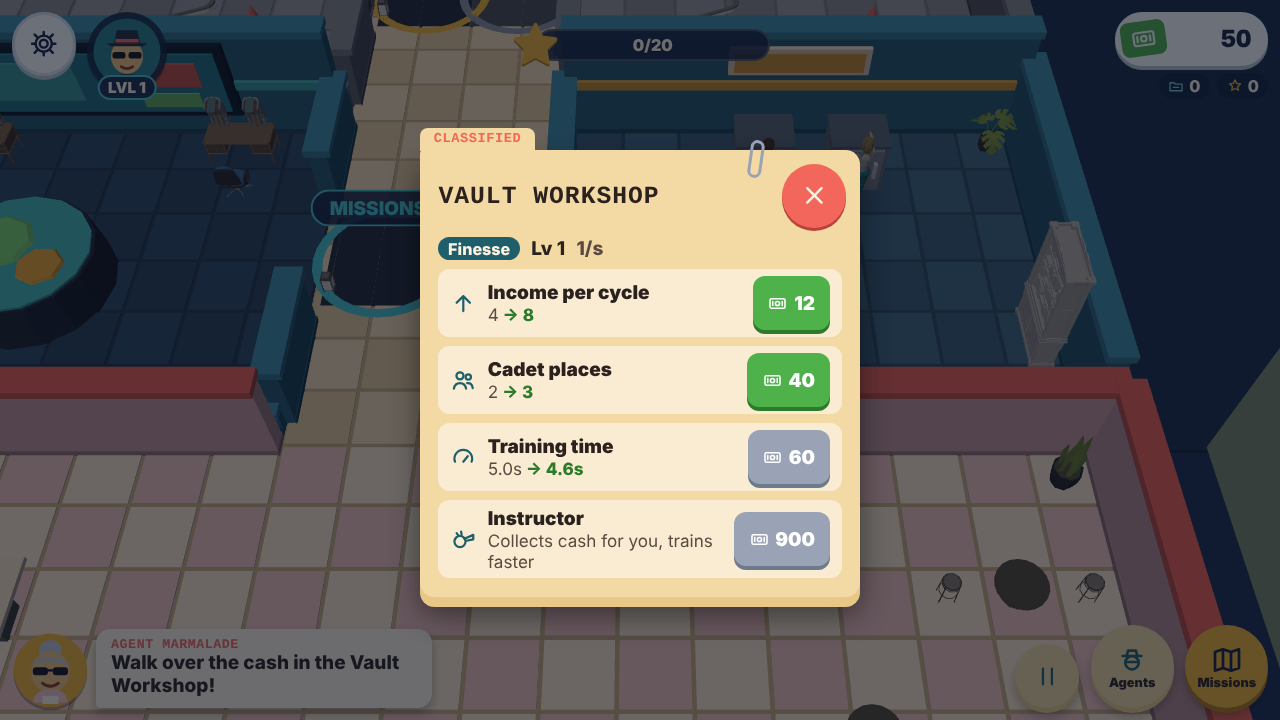 LVL 1
0/20
50
0
0
MISSIONS
CLASSIFIED
VAULT WORKSHOP
Finesse Lv 1 1/s
Income per cycle
4 → 8
12
Cadet places
2 → 3
40
Training time
5.0s → 4.6s
60
Instructor
Collects cash for you, trains
faster
900
AGENT MARMALADE
Walk over the cash in the Vault
Workshop!
Agents
Missions